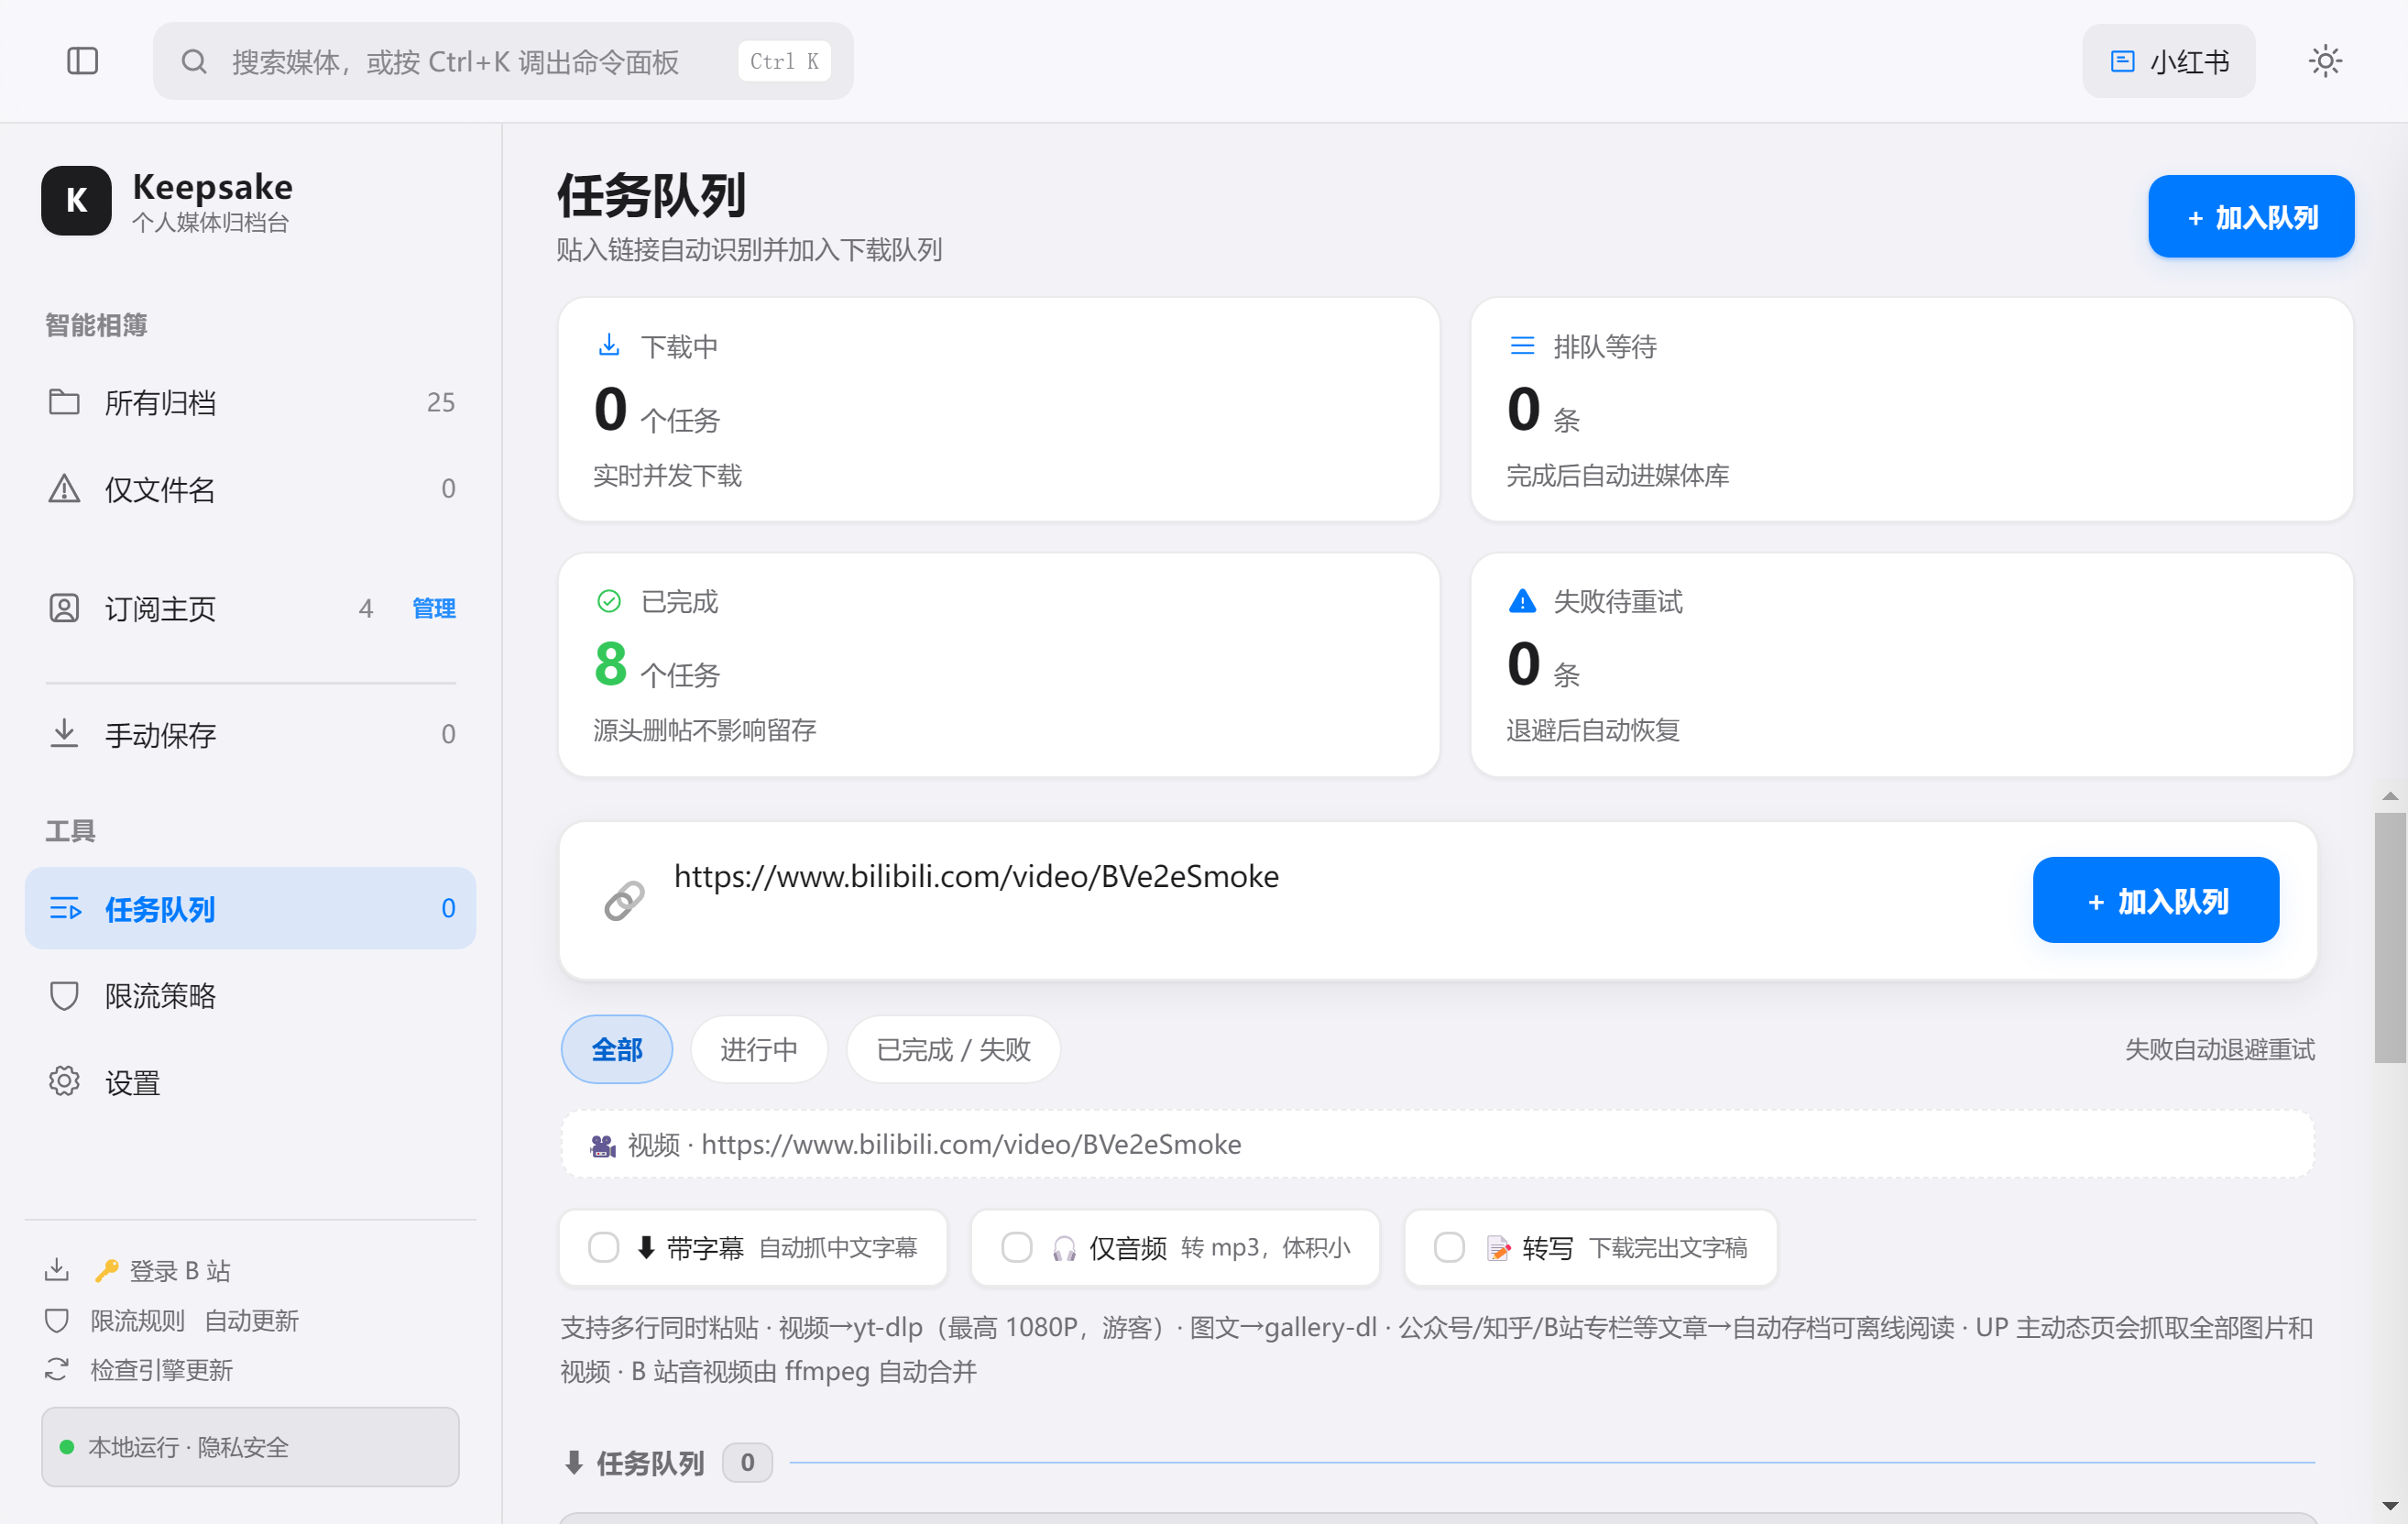 搜索媒体，或按 Ctrl+K 调出命令面板 Ctrl K
小红书
K
Keepsake
个人媒体归档台
智能相簿
所有归档 25
仅文件名 0
订阅主页 4 管理
手动保存 0
工具
任务队列 0
限流策略
设置
登录 B 站
限流规则 自动更新
检查引擎更新
本地运行 · 隐私安全
任务队列
贴入链接自动识别并加入下载队列
+ 加入队列
下载中
0 个任务
实时并发下载
排队等待
0 条
完成后自动进媒体库
已完成
8 个任务
源头删帖不影响留存
失败待重试
0 条
退避后自动恢复
https://www.bilibili.com/video/BVe2eSmoke
+ 加入队列
全部 进行中 已完成 / 失败 失败自动退避重试
视频 · https://www.bilibili.com/video/BVe2eSmoke
带字幕 自动抓中文字幕
仅音频 转 mp3，体积小
转写 下载完出文字稿
支持多行同时粘贴 · 视频→yt-dlp（最高 1080P，游客）· 图文→gallery-dl · 公众号/知乎/B站专栏等文章→自动存档可离线阅读 · UP 主动态页会抓取全部图片和
视频 · B 站音视频由 ffmpeg 自动合并
任务队列 0